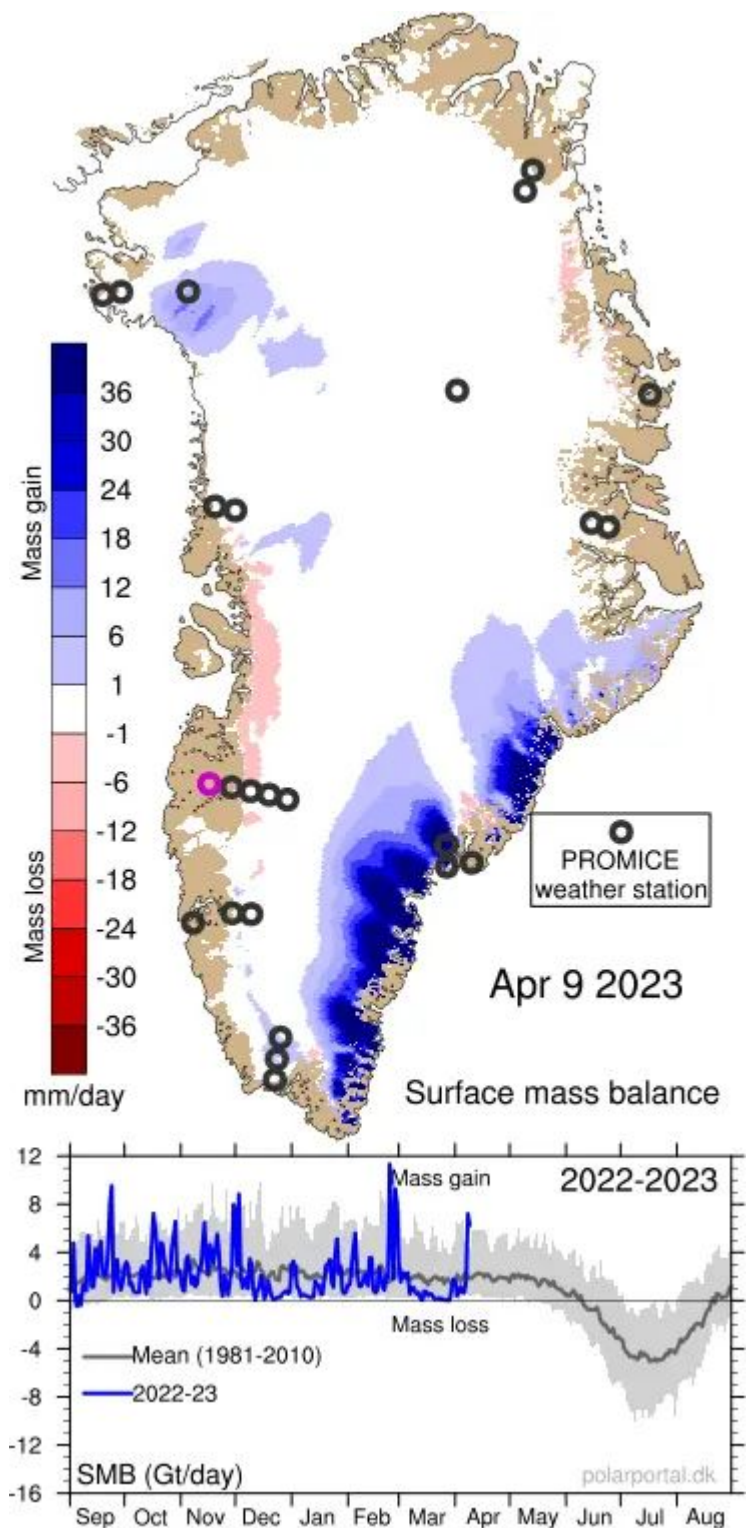 Mass gain
Mass loss
36
30
24
18
12
6
1
-1
-6
-12
-18
-24
-30
-36
mm/day
PROMICE
weather station
Apr 9 2023
Surface mass balance
12
8
4
0
-4
-8
-12
-16
Mass gain
2022-2023
Mass loss
Mean (1981-2010)
2022-23
SMB (Gt/day)
polarportal.dk
Sep Oct Nov Dec Jan Feb Mar Apr May Jun Jul Aug